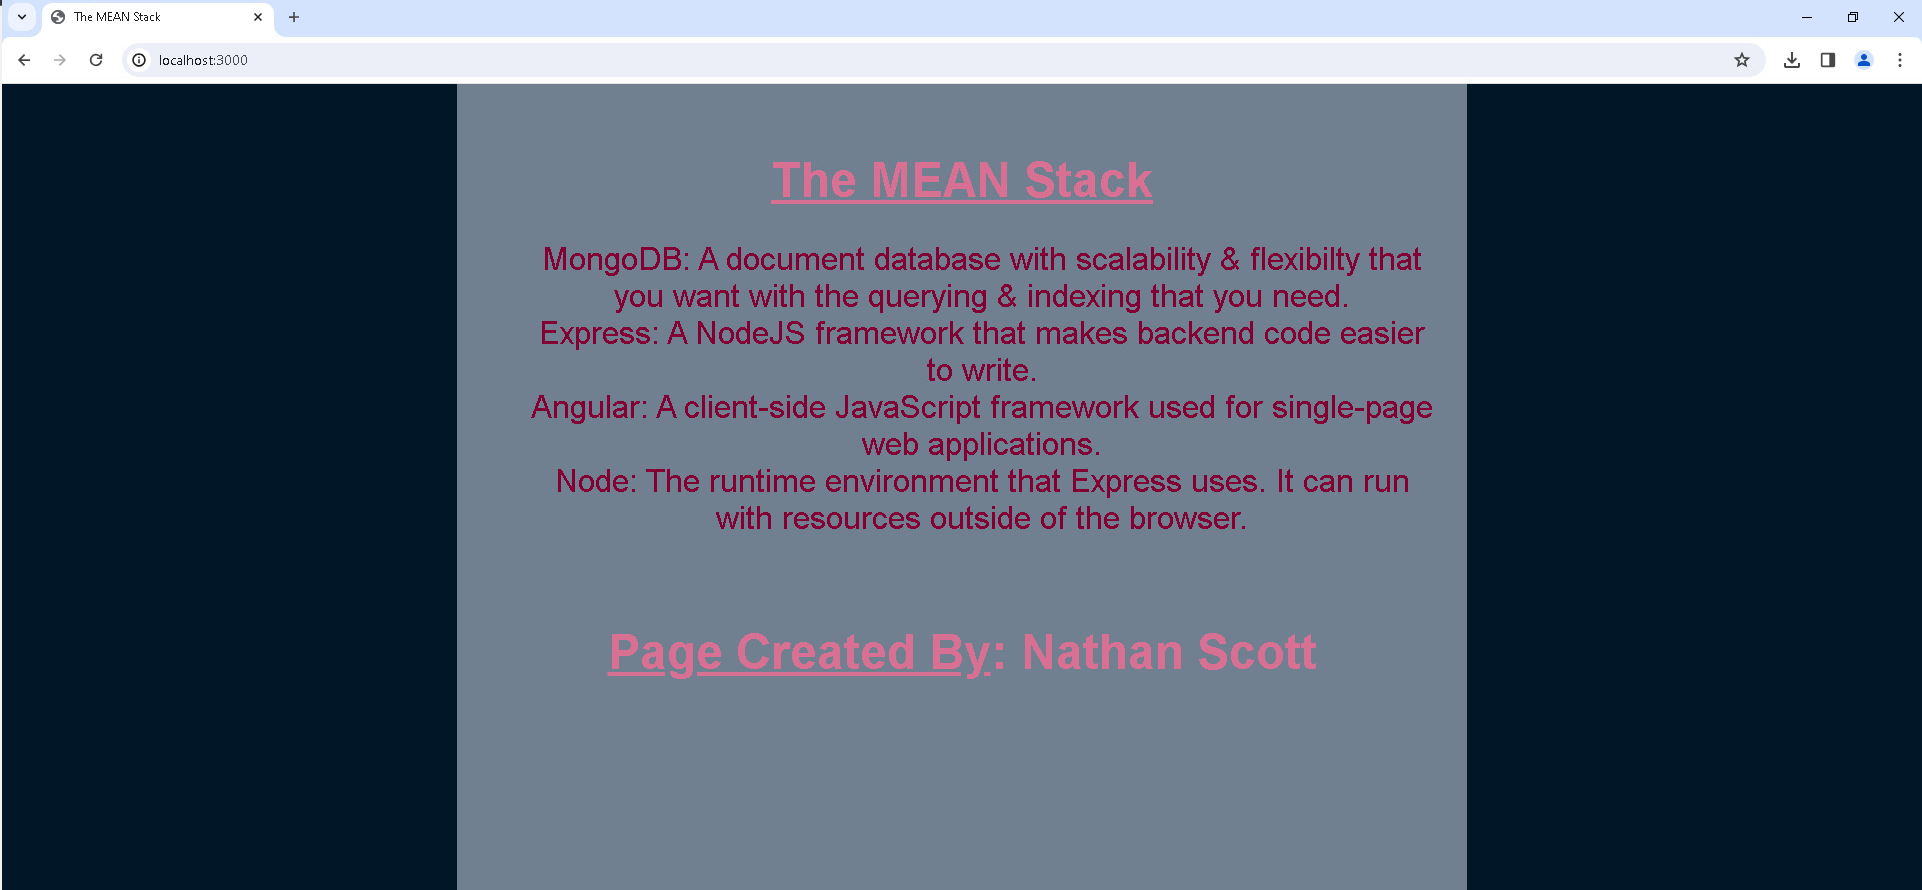 The MEAN Stack
localhost:3000
The MEAN Stack
MongoDB: A document database with scalability & flexibilty that
you want with the querying & indexing that you need.
Express: A NodeJS framework that makes backend code easier
to write.
Angular: A client-side JavaScript framework used for single-page
web applications.
Node: The runtime environment that Express uses. It can run
with resources outside of the browser.
Page Created By: Nathan Scott